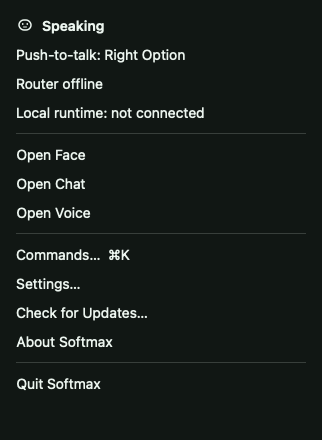 Speaking
Push-to-talk: Right Option
Router offline
Local runtime: not connected
Open Face
Open Chat
Open Voice
Commands... ⌘K
Settings...
Check for Updates...
About Softmax
Quit Softmax